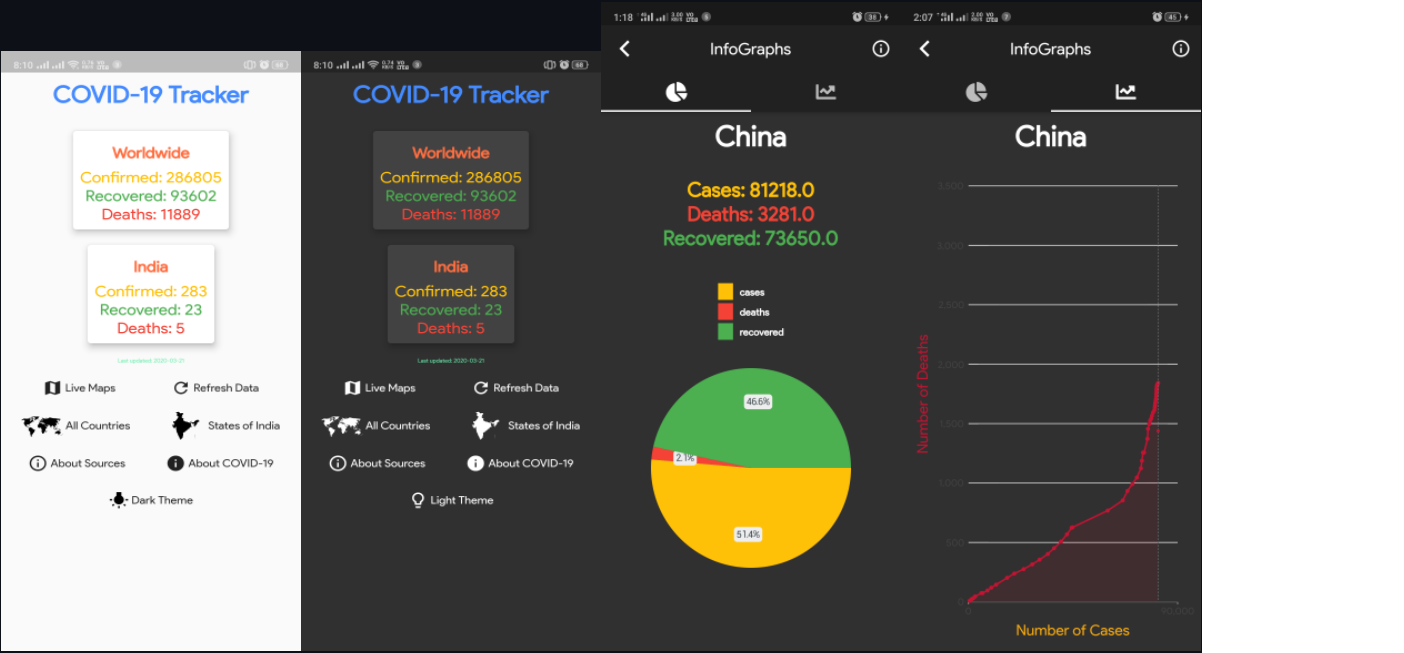 8:10
COVID-19 Tracker
Worldwide
Confirmed: 286805
Recovered: 93602
Deaths: 11889
India
Confirmed: 283
Recovered: 23
Deaths: 5
Last updated: 2020-03-21
Live Maps
Refresh Data
All Countries
States of India
About Sources
About COVID-19
Dark Theme
8:10
COVID-19 Tracker
Worldwide
Confirmed: 286805
Recovered: 93602
Deaths: 11889
India
Confirmed: 283
Recovered: 23
Deaths: 5
Last updated: 2020-03-21
Live Maps
Refresh Data
All Countries
States of India
About Sources
About COVID-19
Light Theme
1:18
InfoGraphs
China
Cases: 81218.0
Deaths: 3281.0
Recovered: 73650.0
cases
deaths
recovered
46.6%
2.1%
51.4%
2:07
InfoGraphs
China
3,500
3,000
2,500
2,000
1,500
1,000
500
0
0
90,000
Number of Deaths
Number of Cases